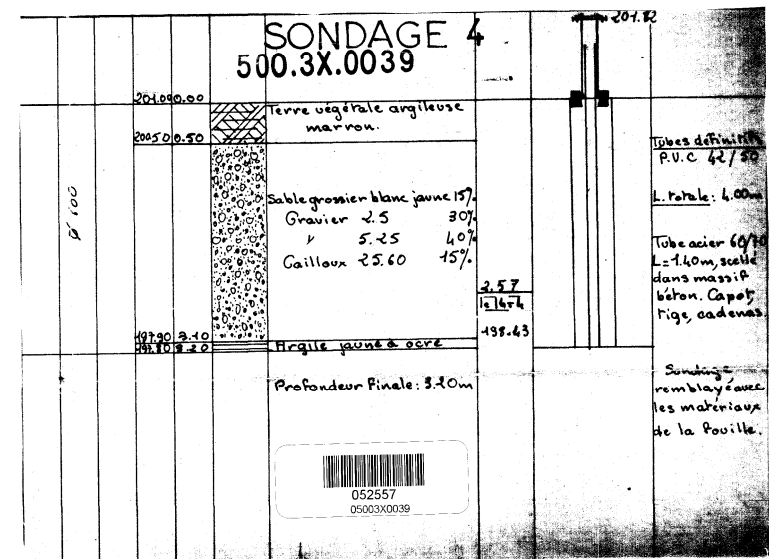 SONDAGE 4
500.3X.0039
201.82
201.00 0.00
Terre végétale argileuse
marron.
200.50 0.50
Tubes définitifs
P.V.C 42/50
Ø 100
L. totale: 4.00m
Sable grossier blanc jaune 15%
Gravier 2.5 30%
" 5.25 40%
Cailloux 25.60 15%
Tube acier 60/70
L=1.40m, scellé
dans massif
béton. Capot,
tige, cadenas.
2.57
198.43
197.90 3.10
197.80 3.20
Argile jaune à ocre
Profondeur finale: 3.20m
Sondage
remblayé avec
les matériaux
de la fouille.
052557
05003X0039